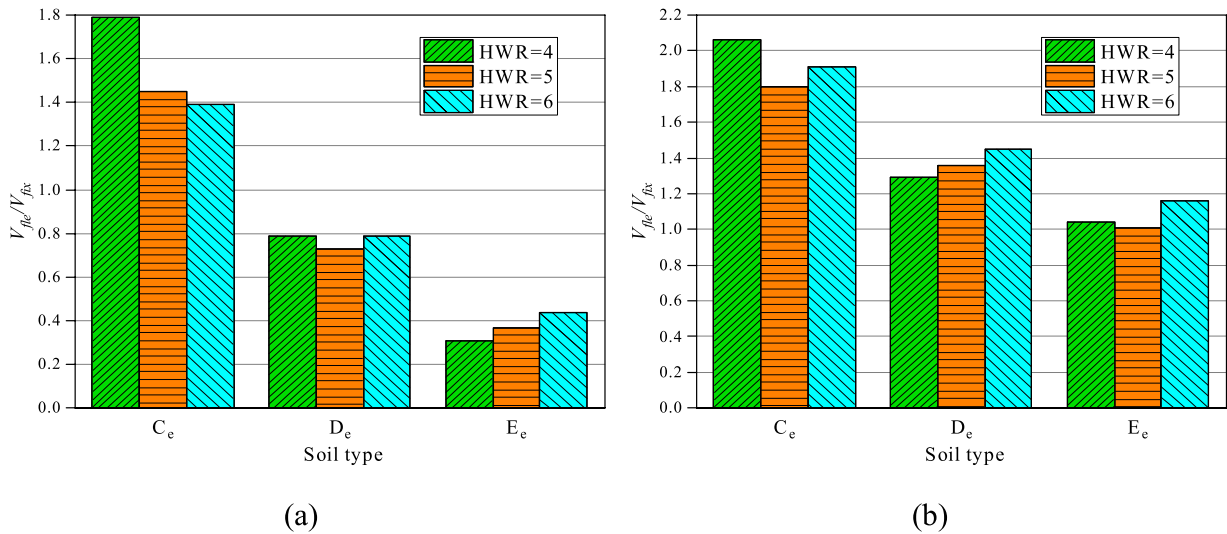 1.8
1.6
1.4
1.2
1.0
0.8
0.6
0.4
0.2
0.0
V_fle/V_fix
HWR=4
HWR=5
HWR=6
C_e D_e E_e
Soil type
(a)
2.2
2.0
1.8
1.6
1.4
1.2
1.0
0.8
0.6
0.4
0.2
0.0
V_fle/V_fix
HWR=4
HWR=5
HWR=6
C_e D_e E_e
Soil type
(b)